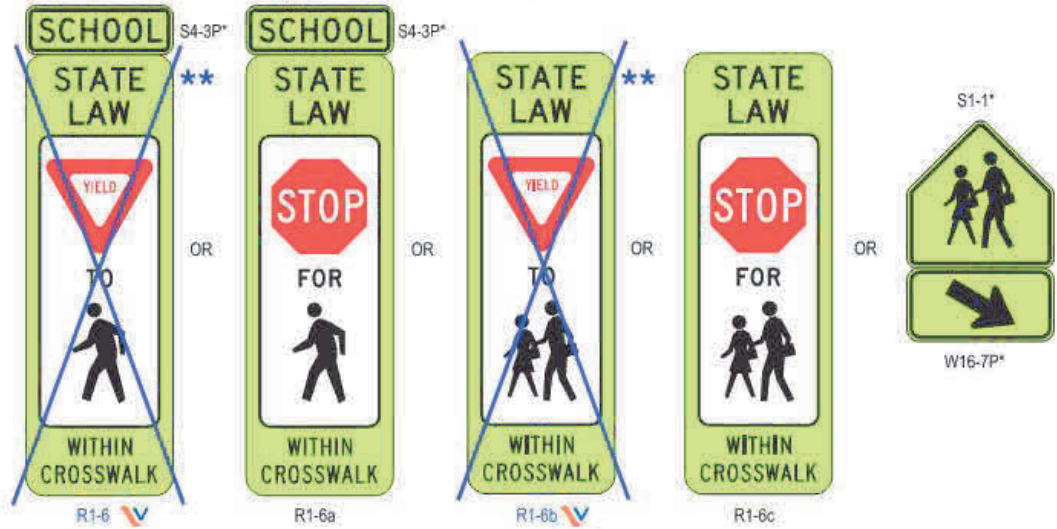 SCHOOL
S4-3P*
STATE
LAW
**
YIELD
TO
WITHIN
CROSSWALK
R1-6
OR
SCHOOL
S4-3P*
STATE
LAW
STOP
FOR
WITHIN
CROSSWALK
R1-6a
OR
STATE
LAW
**
YIELD
TO
WITHIN
CROSSWALK
R1-6b
OR
STATE
LAW
STOP
FOR
WITHIN
CROSSWALK
R1-6c
OR
S1-1*
W16-7P*